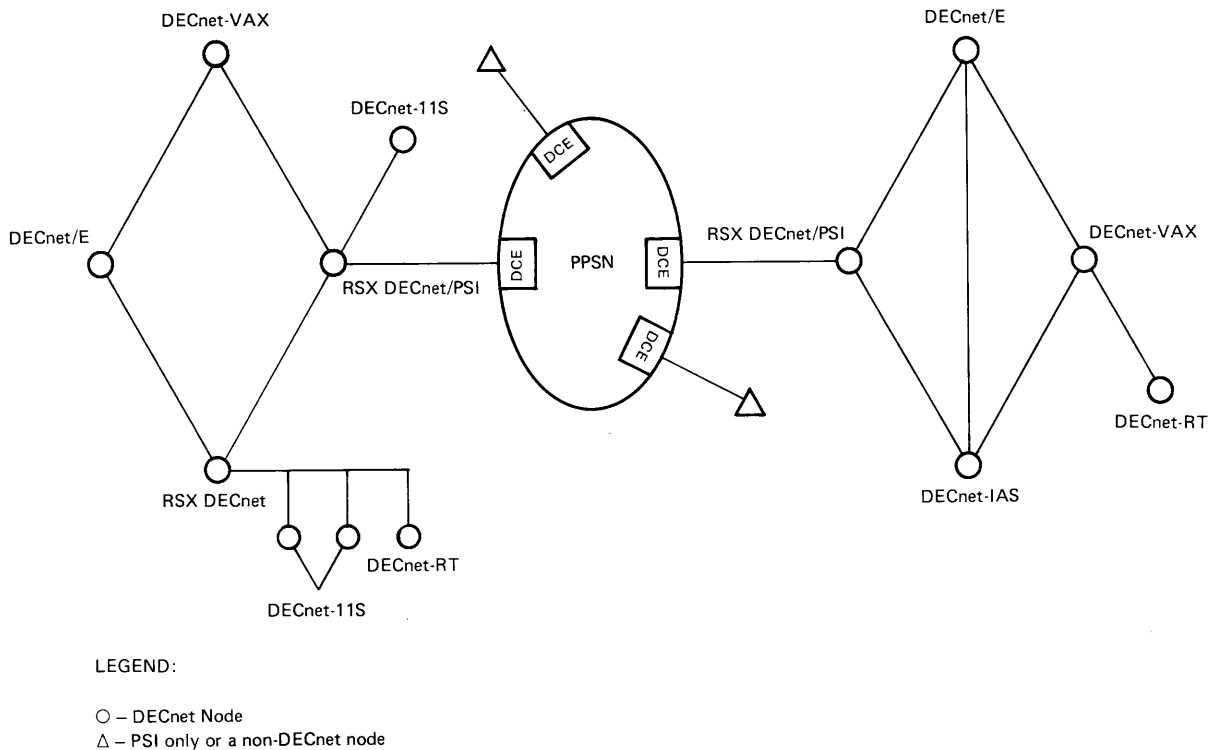 DECnet-VAX
DECnet/E
DECnet-11S
DCE
DECnet/E
RSX DECnet/PSI
DCE
PPSN
DCE
RSX DECnet/PSI
DECnet-VAX
DCE
DECnet-RT
RSX DECnet
DECnet-IAS
DECnet-RT
DECnet-11S
LEGEND:
○ – DECnet Node
△ – PSI only or a non-DECnet node